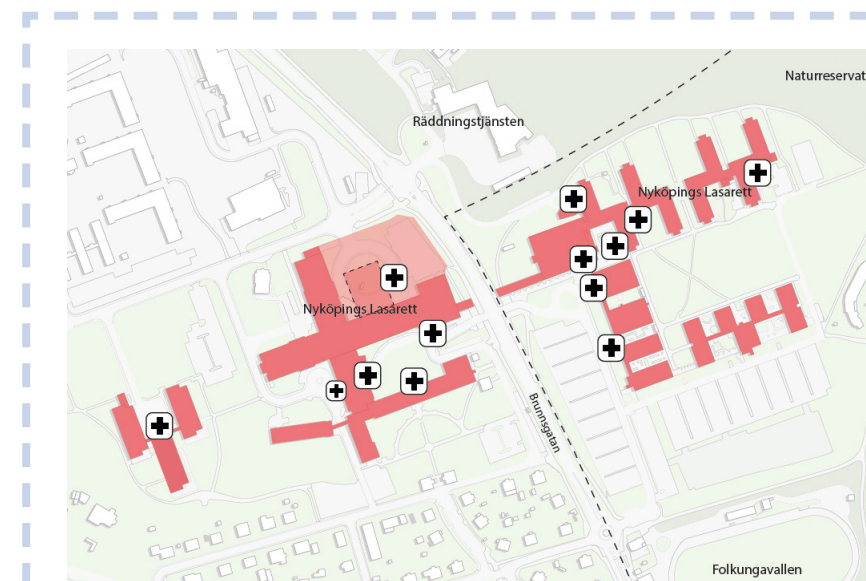 Naturreservat
Räddningstjänsten
Nyköpings Lasarett
Nyköpings Lasarett
Brunnsgatan
Folkungavallen